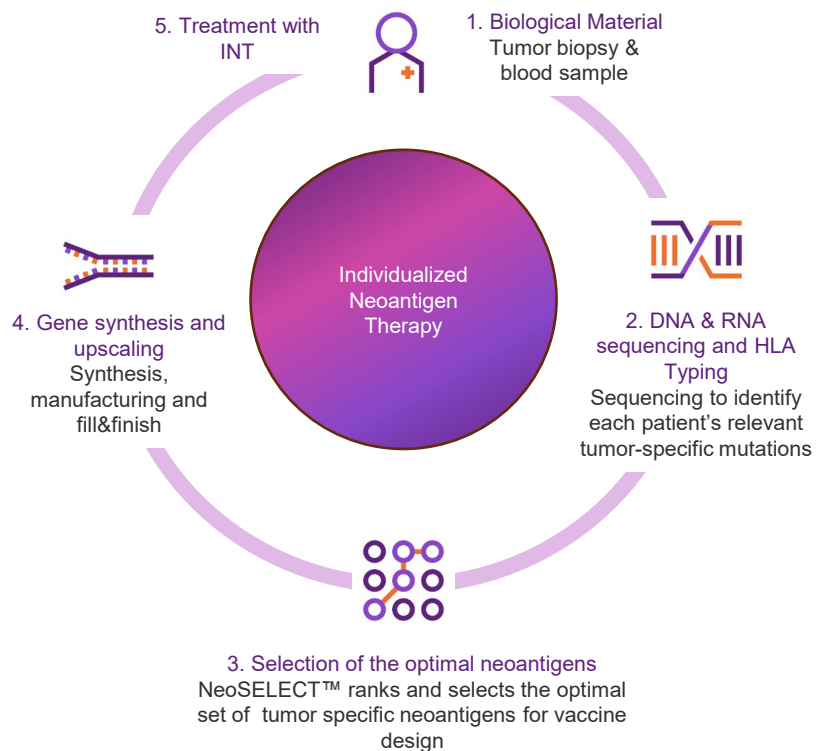 5. Treatment with
INT
1. Biological Material
Tumor biopsy &
blood sample
Individualized
Neoantigen
Therapy
2. DNA & RNA
sequencing and HLA
Typing
Sequencing to identify
each patient’s relevant
tumor-specific mutations
4. Gene synthesis and
upscaling
Synthesis,
manufacturing and
fill&finish
3. Selection of the optimal neoantigens
NeoSELECT™ ranks and selects the optimal
set of tumor specific neoantigens for vaccine
design